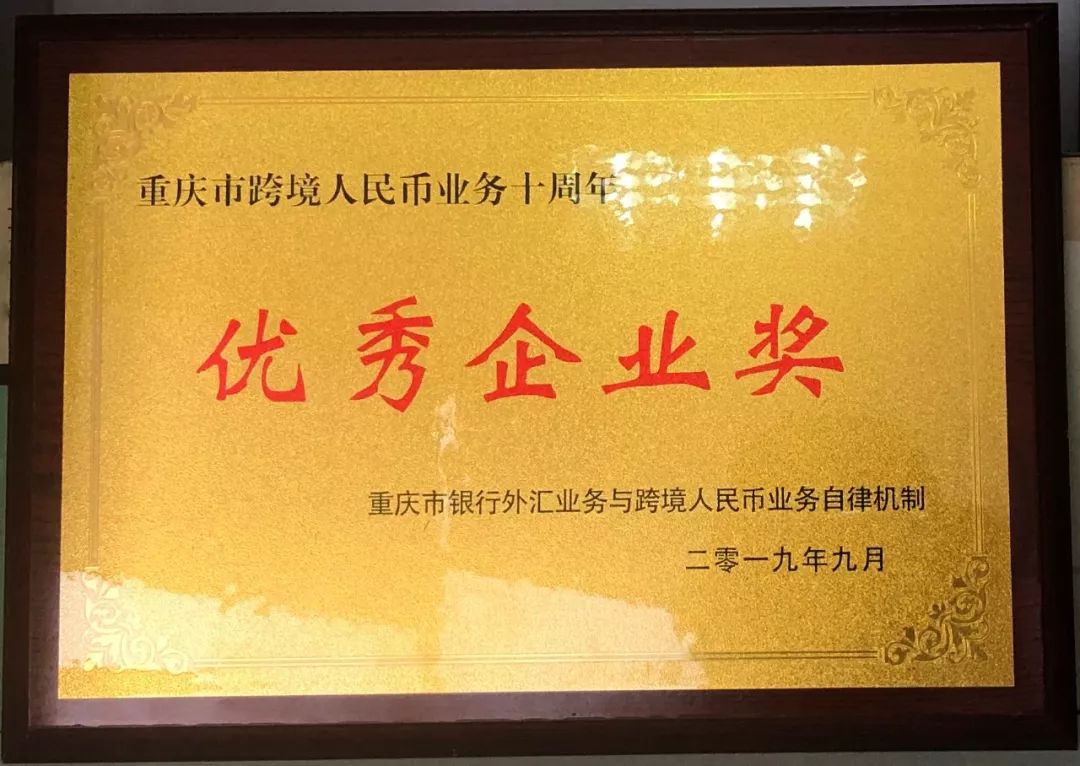 重庆市跨境人民币业务十周年
优秀企业奖
重庆市银行外汇业务与跨境人民币业务自律机制
二零一九年九月